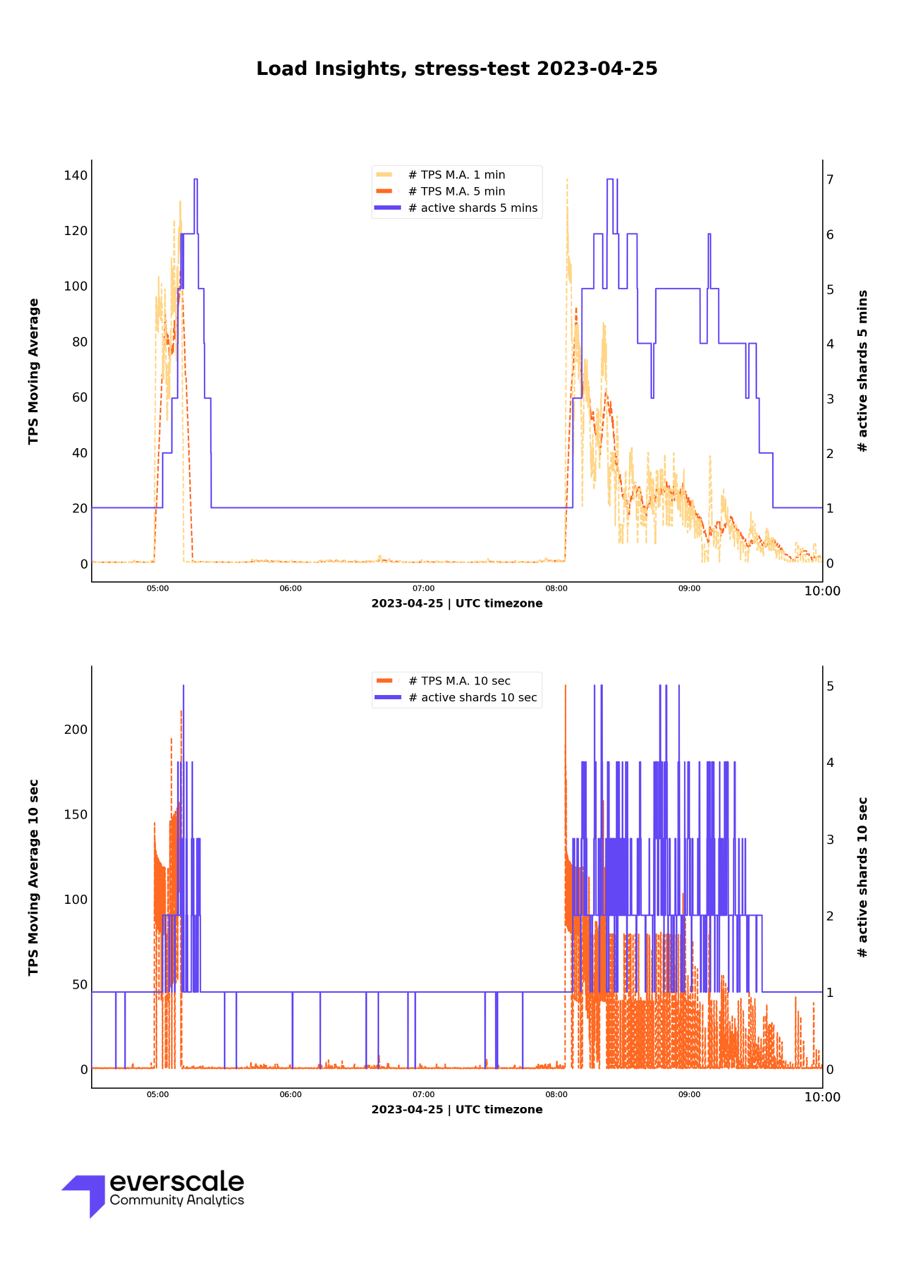 Load Insights, stress-test 2023-04-25
# TPS M.A. 1 min
# TPS M.A. 5 min
# active shards 5 mins
TPS Moving Average
140
120
100
80
60
40
20
0
7
6
5
4
3
2
1
0
# active shards 5 mins
05:00 06:00 07:00 08:00 09:00 10:00
2023-04-25 | UTC timezone
# TPS M.A. 10 sec
# active shards 10 sec
TPS Moving Average 10 sec
200
150
100
50
0
5
4
3
2
1
0
# active shards 10 sec
05:00 06:00 07:00 08:00 09:00 10:00
2023-04-25 | UTC timezone
everscale
Community Analytics